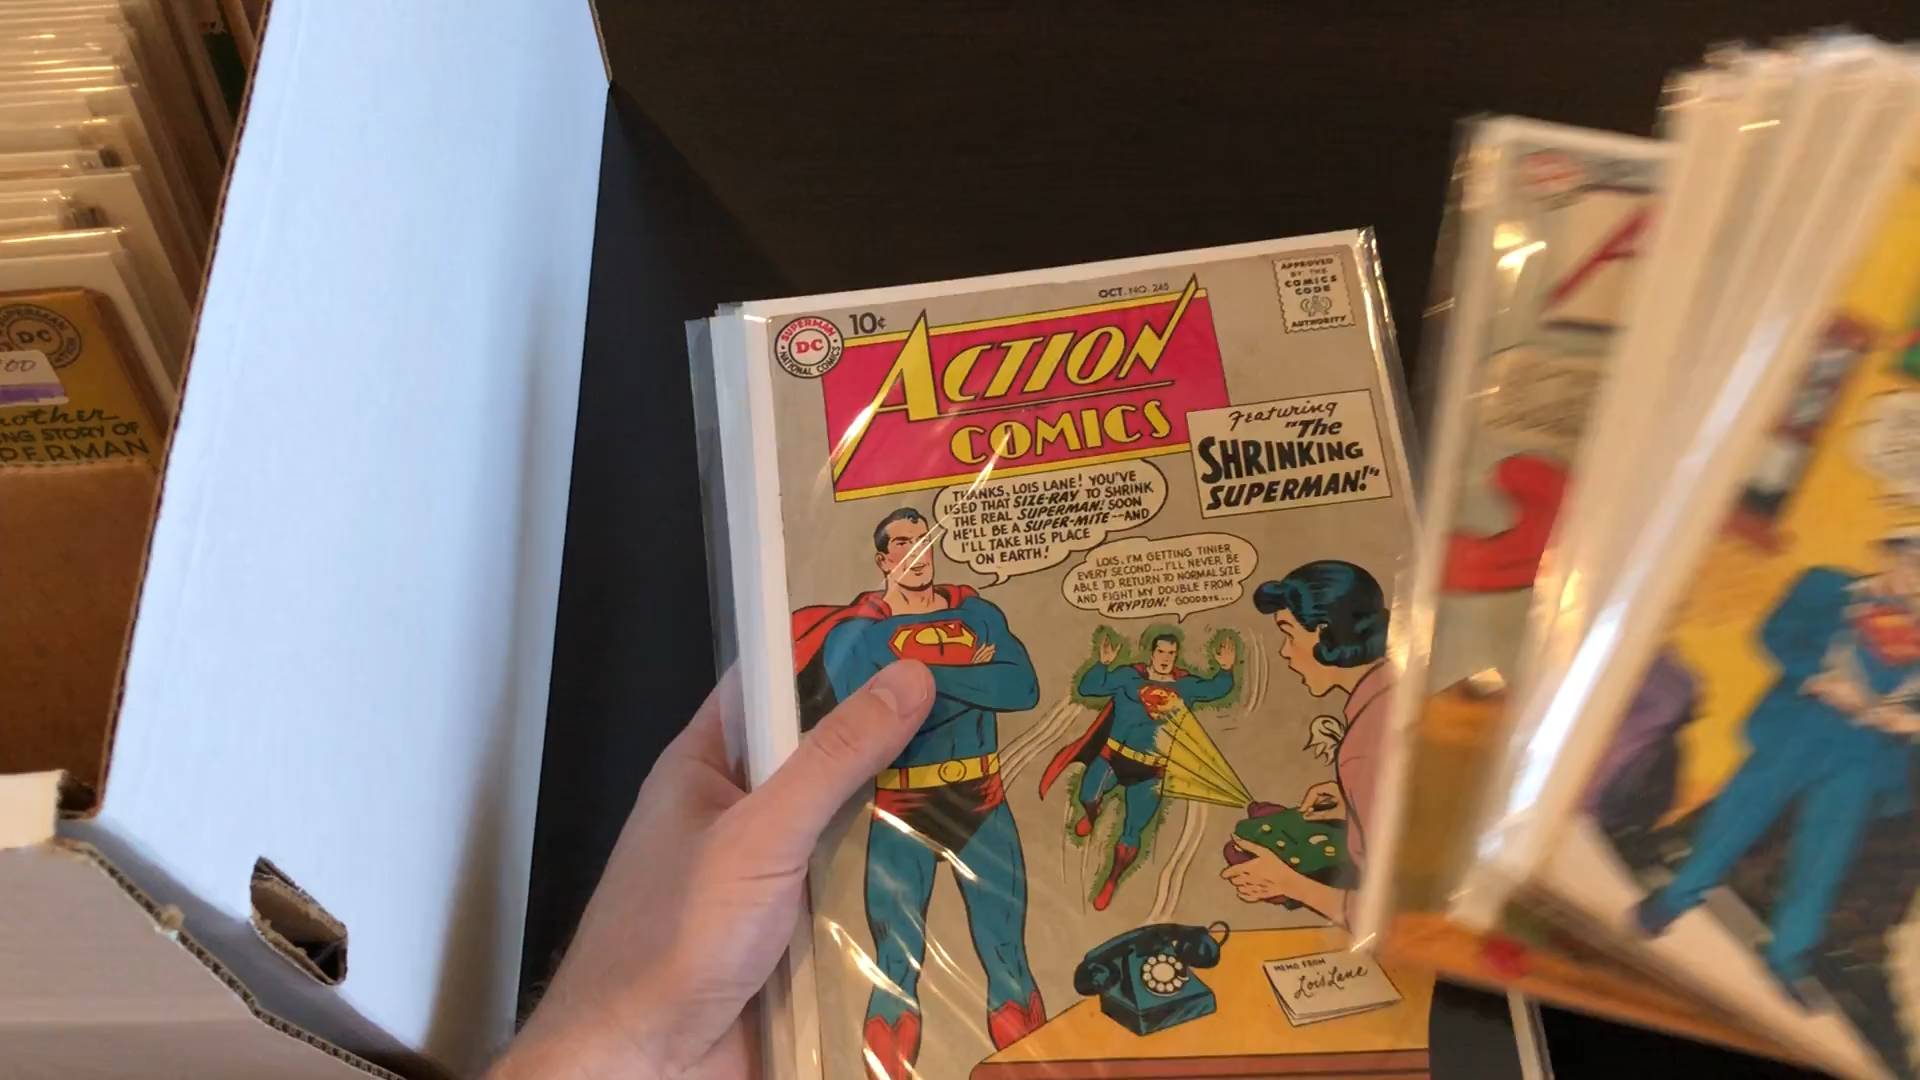 OCT. NO. 245
10¢
SUPERMAN
DC
NATIONAL COMICS
APPROVED
BY THE
COMICS
CODE
AUTHORITY
ACTION
COMICS
Featuring
"The
SHRINKING
SUPERMAN!"
THANKS, LOIS LANE! YOU'VE
USED THAT SIZE-RAY TO SHRINK
THE REAL SUPERMAN! SOON
HE'LL BE A SUPER-MITE--AND
I'LL TAKE HIS PLACE
ON EARTH!
LOIS, I'M GETTING TINIER
EVERY SECOND... I'LL NEVER BE
ABLE TO RETURN TO NORMAL SIZE
AND FIGHT MY DOUBLE FROM
KRYPTON! GOODBYE...
MEMO FROM
Lois Lane
DC
00
STORY OF